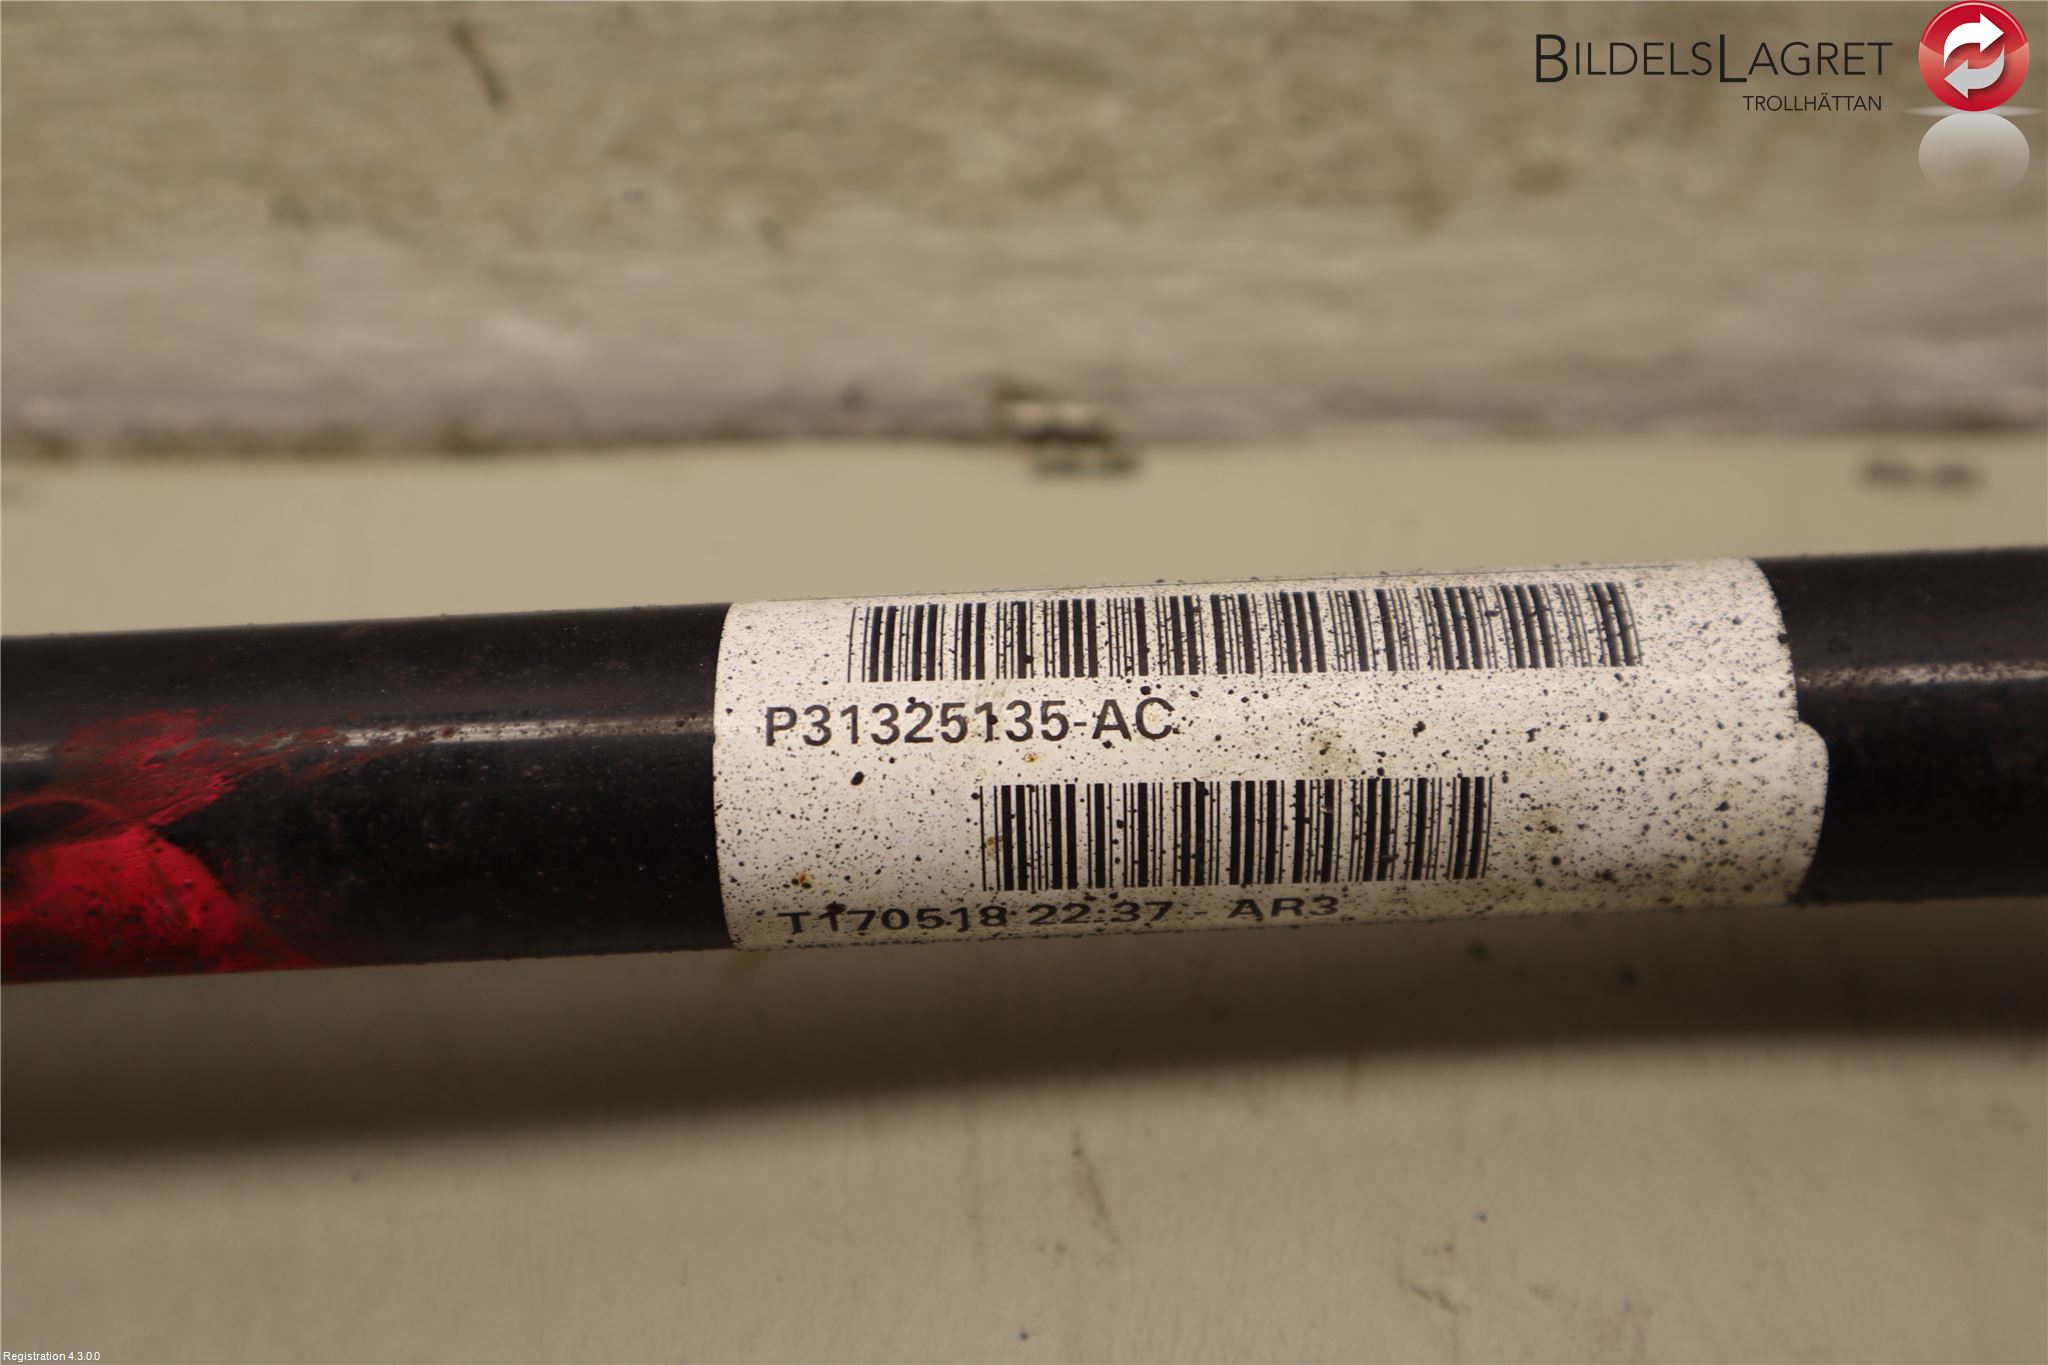 BILDELSLAGRET
TROLLHÄTTAN
P31325135-AC
T170518 22:37 - AR3
Registration 4.3.0.0